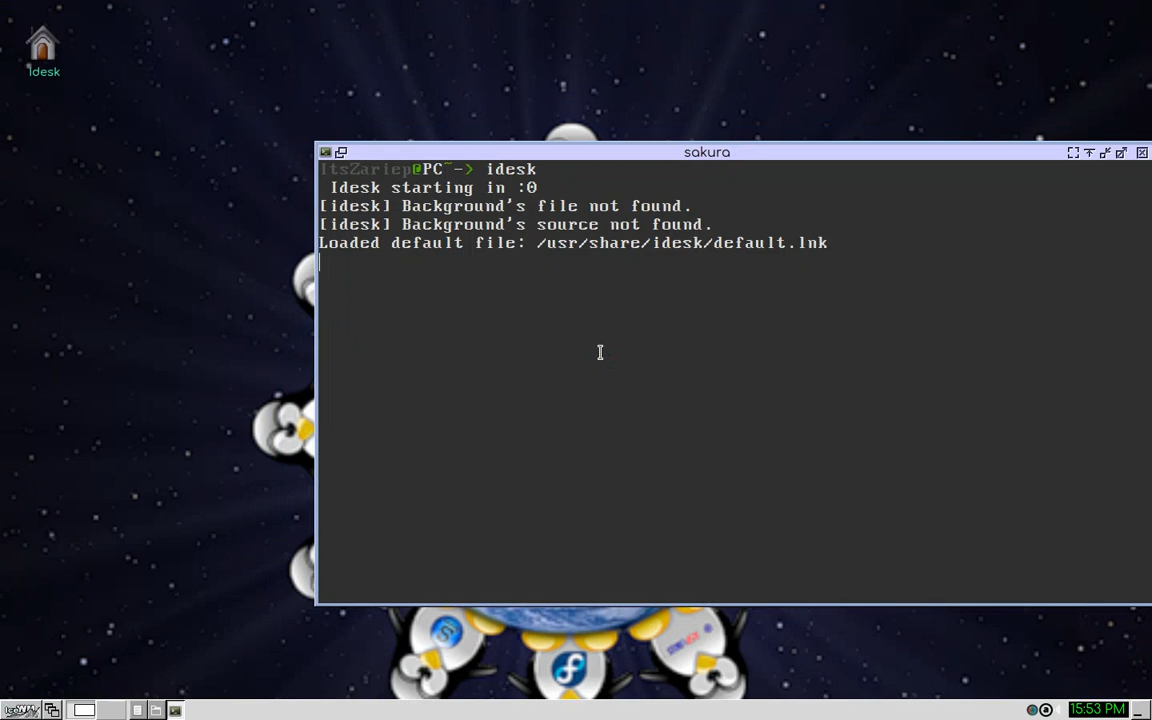 Idesk
sakura
ItsZariep@PC~-> idesk
Idesk starting in :0
[idesk] Background's file not found.
[idesk] Background's source not found.
Loaded default file: /usr/share/idesk/default.lnk
15:53 PM